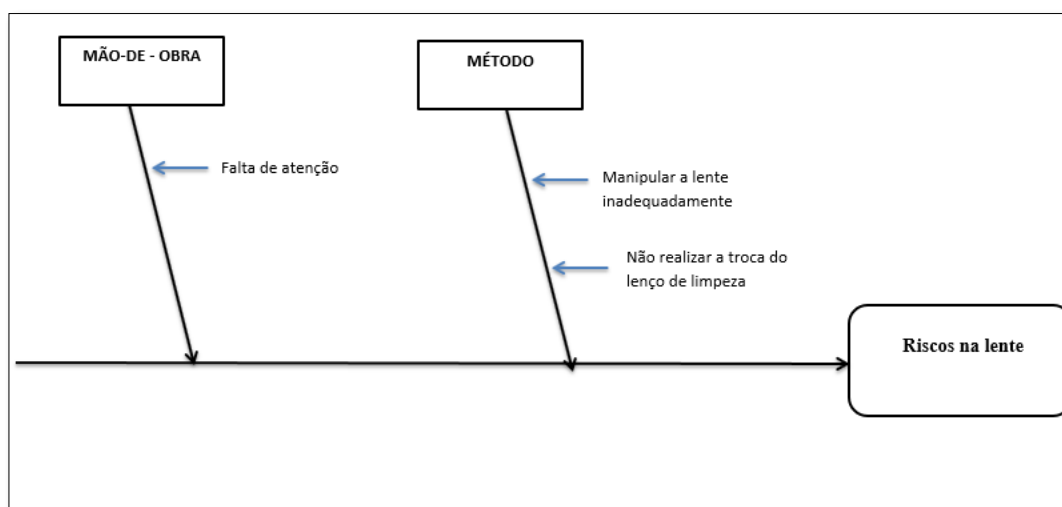 MÃO-DE - OBRA
MÉTODO
Falta de atenção
Manipular a lente
inadequadamente
Não realizar a troca do
lenço de limpeza
Riscos na lente